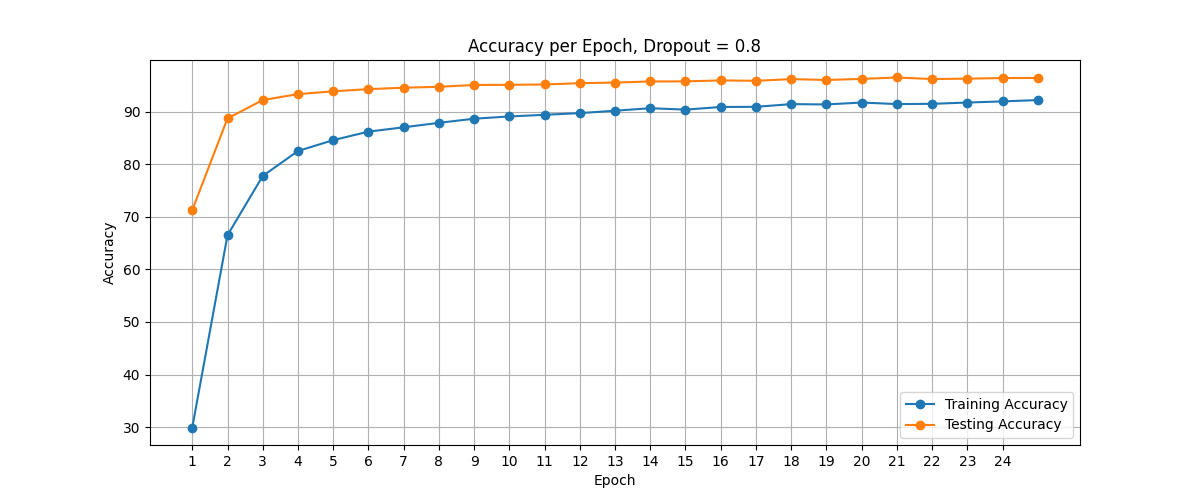 Accuracy per Epoch, Dropout = 0.8
Accuracy
90
80
70
60
50
40
30
Training Accuracy
Testing Accuracy
1 2 3 4 5 6 7 8 9 10 11 12 13 14 15 16 17 18 19 20 21 22 23 24
Epoch